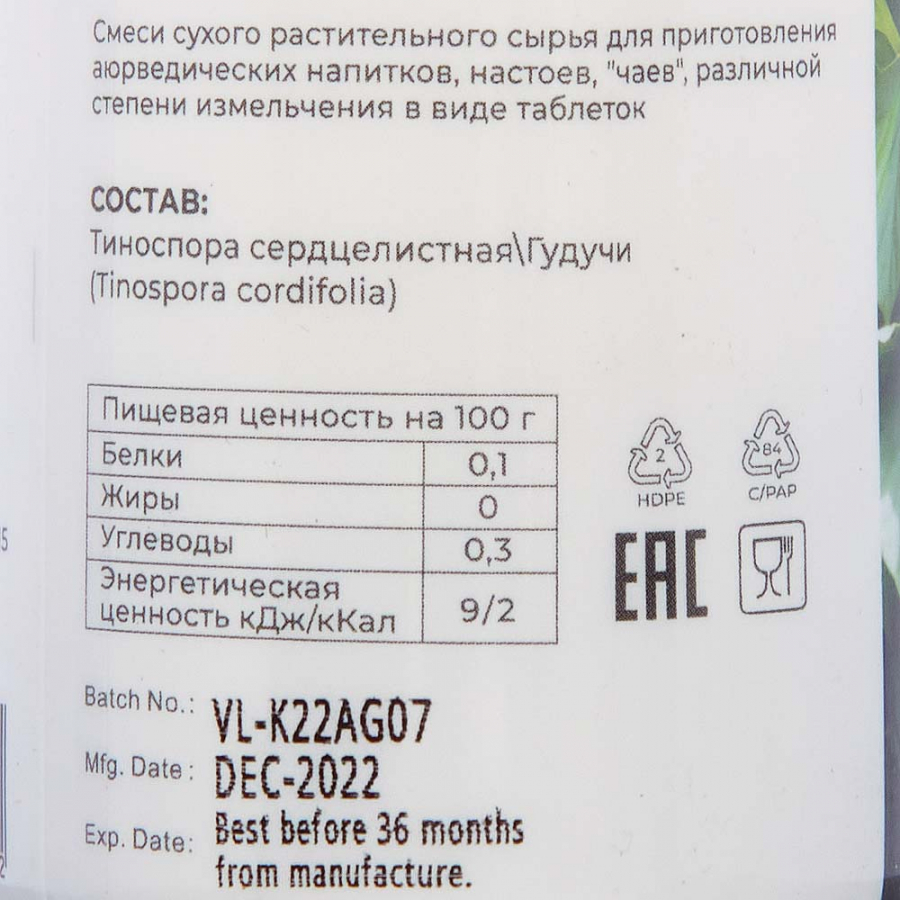 Смеси сухого растительного сырья для приготовления
аюрведических напитков, настоев, "чаев", различной
степени измельчения в виде таблеток
СОСТАВ:
Тиноспора сердцелистная\Гудучи
(Tinospora cordifolia)
Пищевая ценность на 100 г
Белки 0,1
Жиры 0
Углеводы 0,3
Энергетическая
ценность кДж/кКал 9/2
2
HDPE
84
C/PAP
EAC
Batch No.: VL-K22AG07
Mfg. Date : DEC-2022
Exp. Date: Best before 36 months
from manufacture.